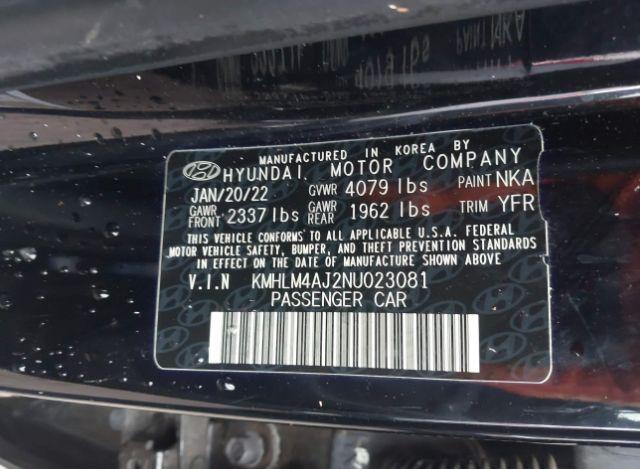 MANUFACTURED IN KOREA BY
HYUNDAI MOTOR COMPANY
JAN/20/22 GVWR 4079 lbs PAINT NKA
GAWR FRONT 2337 lbs GAWR REAR 1962 lbs TRIM YFR
THIS VEHICLE CONFORMS TO ALL APPLICABLE U.S.A. FEDERAL
MOTOR VEHICLE SAFETY, BUMPER, AND THEFT PREVENTION STANDARDS
IN EFFECT ON THE DATE OF MANUFACTURE SHOWN ABOVE
V.I.N KMHLM4AJ2NU023081
PASSENGER CAR